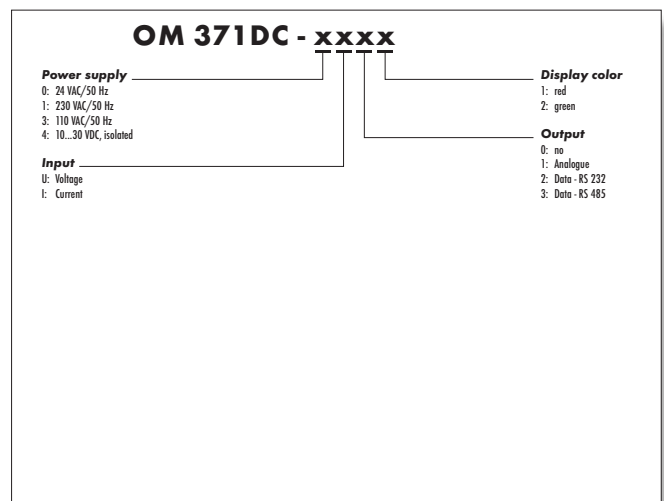 OM 371DC - xxxx
Power supply
0: 24 VAC/50 Hz
1: 230 VAC/50 Hz
3: 110 VAC/50 Hz
4: 10...30 VDC, isolated
Input
U: Voltage
I: Current
Display color
1: red
2: green
Output
0: no
1: Analogue
2: Data - RS 232
3: Data - RS 485